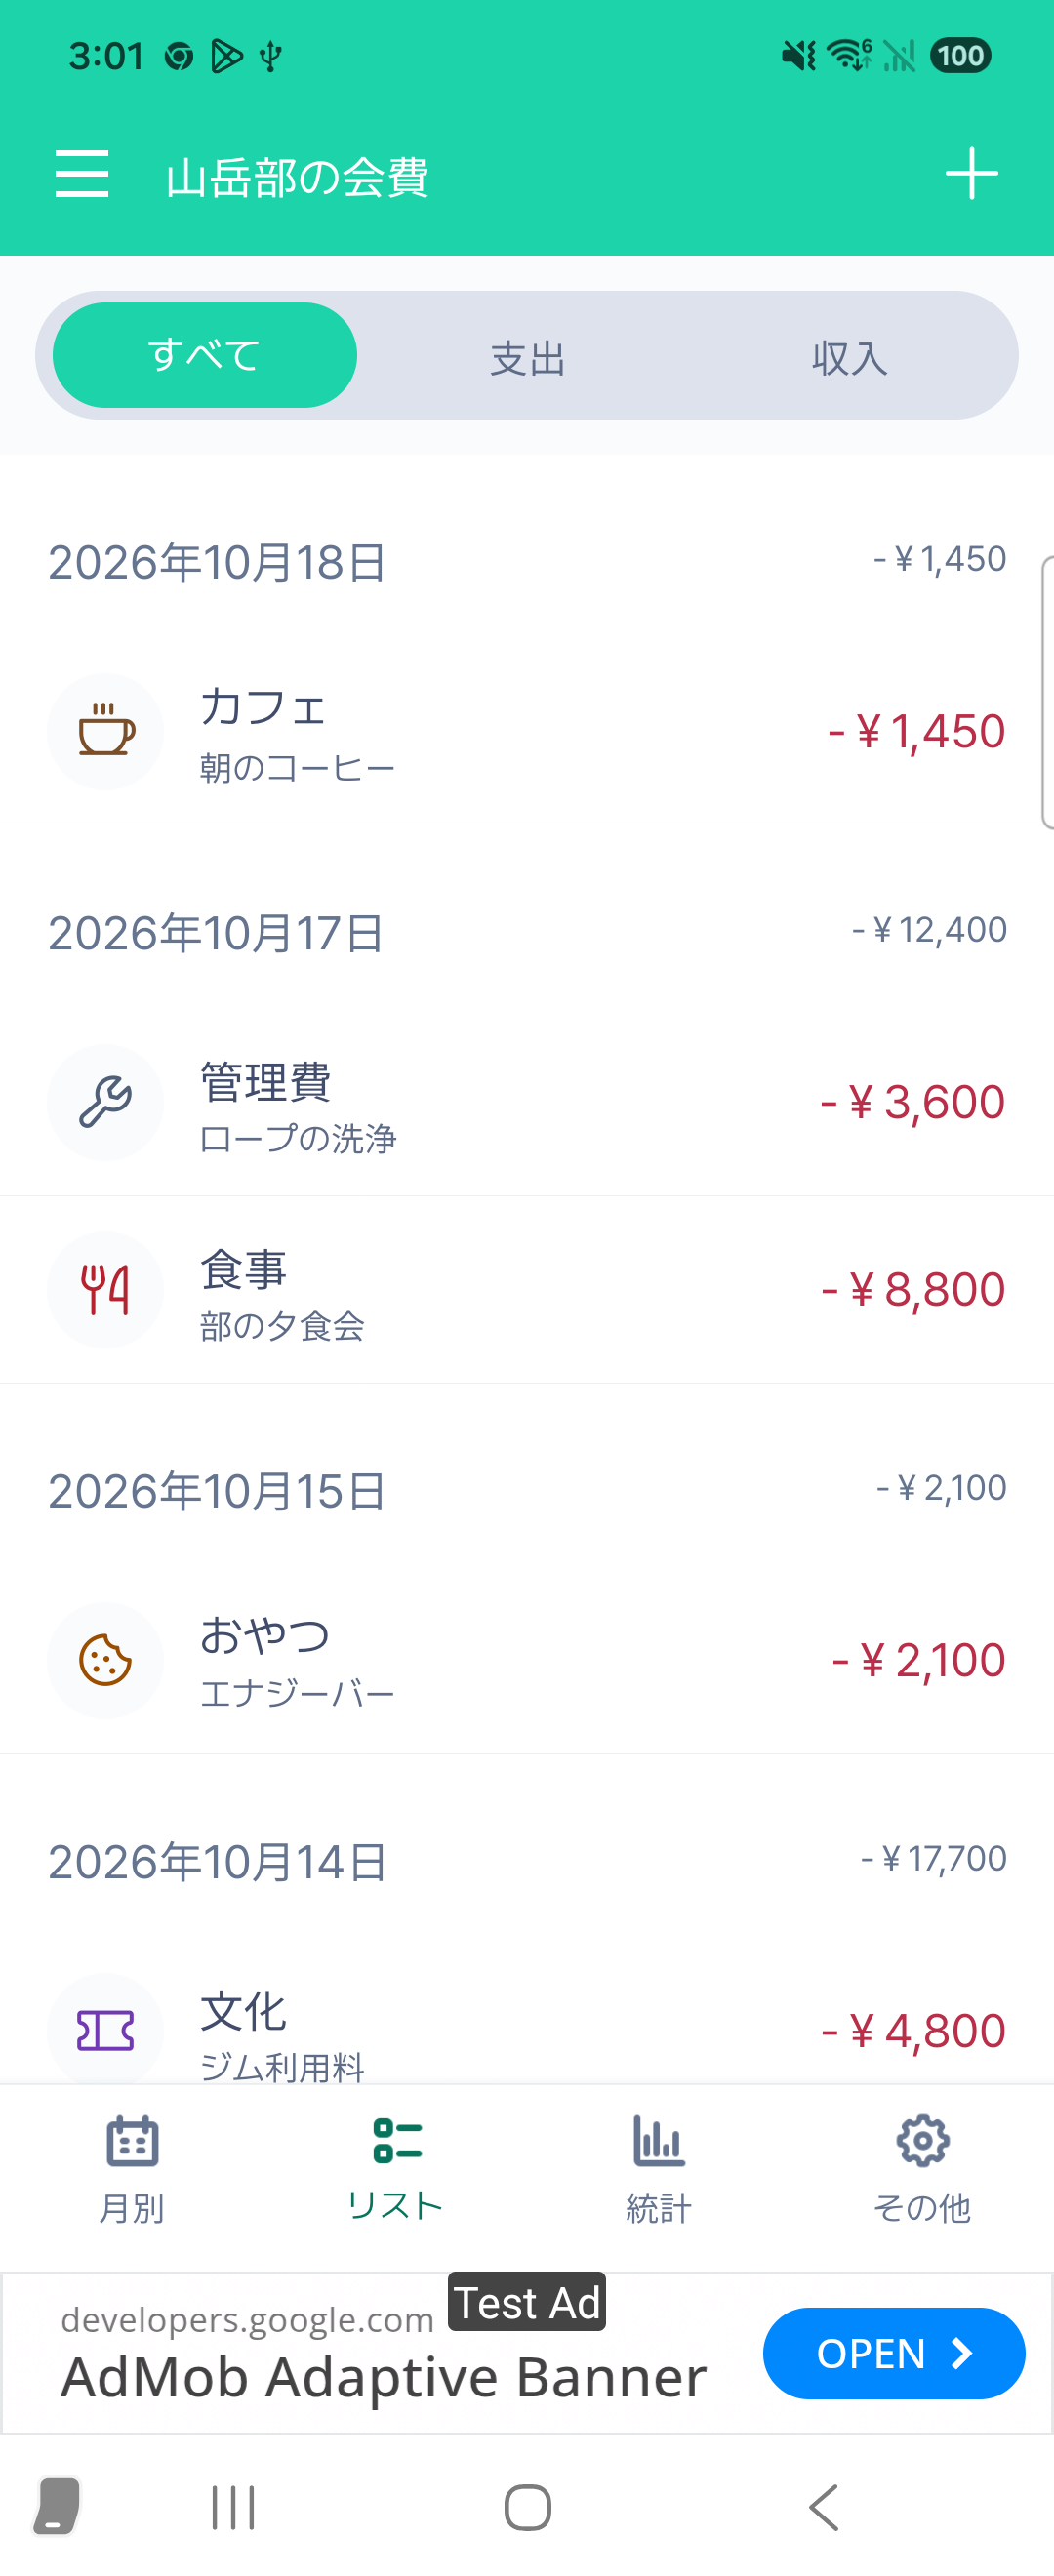 3:01
6
100
山岳部の会費
すべて 支出 収入
2026年10月18日 - ¥ 1,450
カフェ
朝のコーヒー
- ¥ 1,450
2026年10月17日 - ¥ 12,400
管理費
ロープの洗浄
- ¥ 3,600
食事
部の夕食会
- ¥ 8,800
2026年10月15日 - ¥ 2,100
おやつ
エナジーバー
- ¥ 2,100
2026年10月14日 - ¥ 17,700
文化
ジム利用料
- ¥ 4,800
月別 リスト 統計 その他
Test Ad
developers.google.com
AdMob Adaptive Banner
OPEN